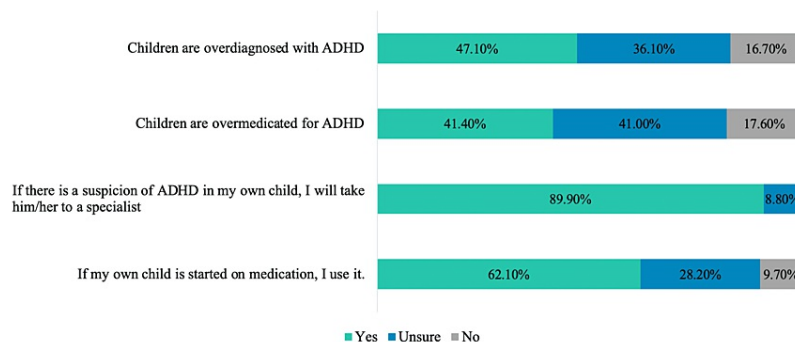 Children are overdiagnosed with ADHD
47.10% 36.10% 16.70%
Children are overmedicated for ADHD
41.40% 41.00% 17.60%
If there is a suspicion of ADHD in my own child, I will take
him/her to a specialist
89.90% 8.80%
If my own child is started on medication, I use it.
62.10% 28.20% 9.70%
Yes Unsure No